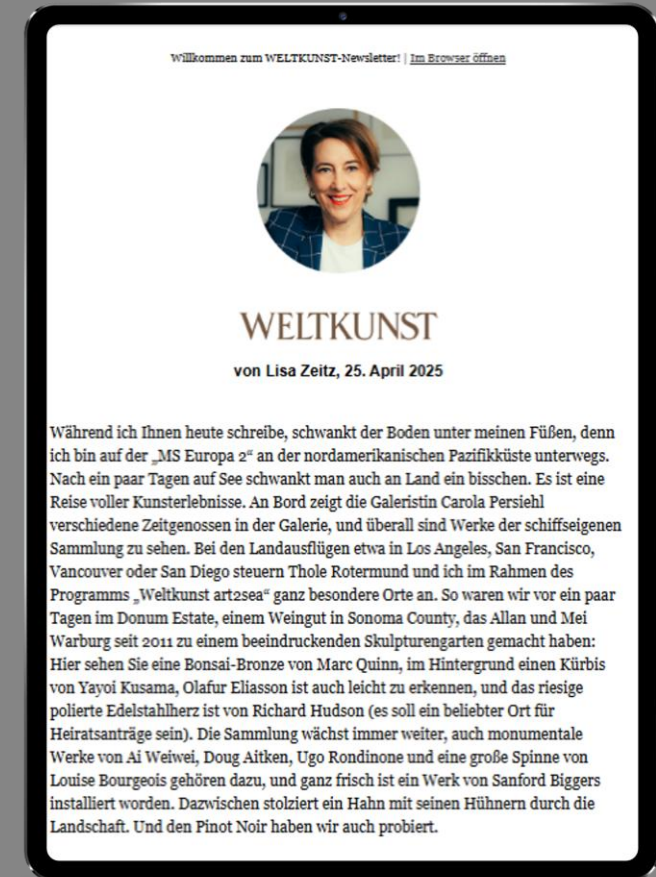 Willkommen zum WELTKUNST-Newsletter! | Im Browser öffnen
WELTKUNST
von Lisa Zeitz, 25. April 2025
Während ich Ihnen heute schreibe, schwankt der Boden unter meinen Füßen, denn
ich bin auf der „MS Europa 2“ an der nordamerikanischen Pazifikküste unterwegs.
Nach ein paar Tagen auf See schwankt man auch an Land ein bisschen. Es ist eine
Reise voller Kunsterlebnisse. An Bord zeigt die Galeristin Carola Persiehl
verschiedene Zeitgenossen in der Galerie, und überall sind Werke der schiffseigenen
Sammlung zu sehen. Bei den Landausflügen etwa in Los Angeles, San Francisco,
Vancouver oder San Diego steuern Thole Rotermund und ich im Rahmen des
Programms „Weltkunst art2sea“ ganz besondere Orte an. So waren wir vor ein paar
Tagen im Donum Estate, einem Weingut in Sonoma County, das Allan und Mei
Warburg seit 2011 zu einem beeindruckenden Skulpturengarten gemacht haben:
Hier sehen Sie eine Bonsai-Bronze von Marc Quinn, im Hintergrund einen Kürbis
von Yayoi Kusama, Olafur Eliasson ist auch leicht zu erkennen, und das riesige
polierte Edelstahlherz ist von Richard Hudson (es soll ein beliebter Ort für
Heiratsanträge sein). Die Sammlung wächst immer weiter, auch monumentale
Werke von Ai Weiwei, Doug Aitken, Ugo Rondinone und eine große Spinne von
Louise Bourgeois gehören dazu, und ganz frisch ist ein Werk von Sanford Biggers
installiert worden. Dazwischen stolziert ein Hahn mit seinen Hühnern durch die
Landschaft. Und den Pinot Noir haben wir auch probiert.